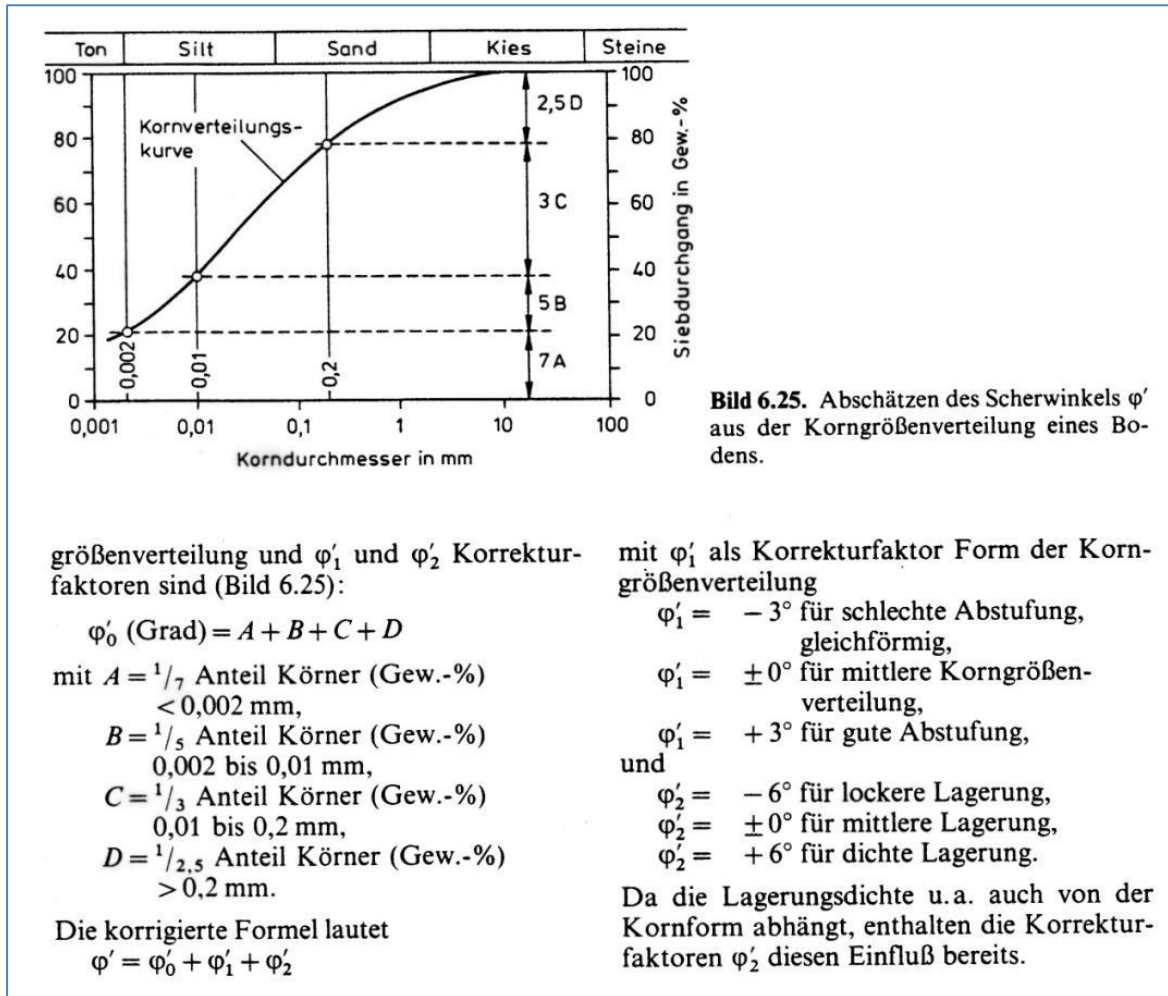 Ton Silt Sand Kies Steine
100 100
2,5 D
Kornverteilungs-
kurve
80 80
60 60
3 C
40 40
5 B
20 20
7 A
0,002 0,01 0,2
0 0
0,001 0,01 0,1 1 10 100
Korndurchmesser in mm
Siebdurchgang in Gew.-%
Bild 6.25. Abschätzen des Scherwinkels φ′
aus der Korngrößenverteilung eines Bo-
dens.
größenverteilung und φ′₁ und φ′₂ Korrektur-
faktoren sind (Bild 6.25):
φ′₀ (Grad) = A + B + C + D
mit A = ¹/₇ Anteil Körner (Gew.-%)
< 0,002 mm,
B = ¹/₅ Anteil Körner (Gew.-%)
0,002 bis 0,01 mm,
C = ¹/₃ Anteil Körner (Gew.-%)
0,01 bis 0,2 mm,
D = ¹/₂,₅ Anteil Körner (Gew.-%)
> 0,2 mm.
Die korrigierte Formel lautet
φ′ = φ′₀ + φ′₁ + φ′₂
mit φ′₁ als Korrekturfaktor Form der Korn-
größenverteilung
φ′₁ = − 3° für schlechte Abstufung,
gleichförmig,
φ′₁ = ±0° für mittlere Korngrößen-
verteilung,
φ′₁ = + 3° für gute Abstufung,
und
φ′₂ = − 6° für lockere Lagerung,
φ′₂ = ±0° für mittlere Lagerung,
φ′₂ = + 6° für dichte Lagerung.
Da die Lagerungsdichte u. a. auch von der
Kornform abhängt, enthalten die Korrektur-
faktoren φ′₂ diesen Einfluß bereits.